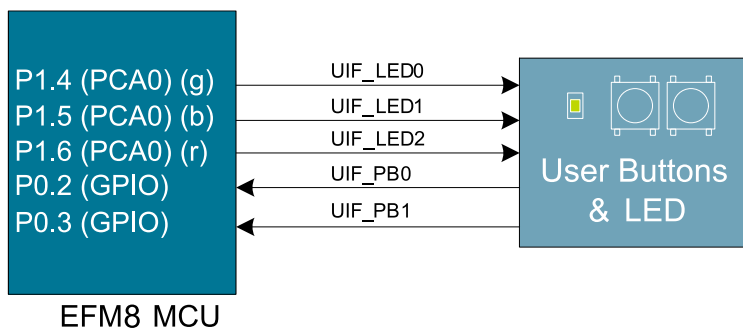 P1.4 (PCA0) (g)
P1.5 (PCA0) (b)
P1.6 (PCA0) (r)
P0.2 (GPIO)
P0.3 (GPIO)
EFM8 MCU
UIF_LED0
UIF_LED1
UIF_LED2
UIF_PB0
UIF_PB1
User Buttons
& LED